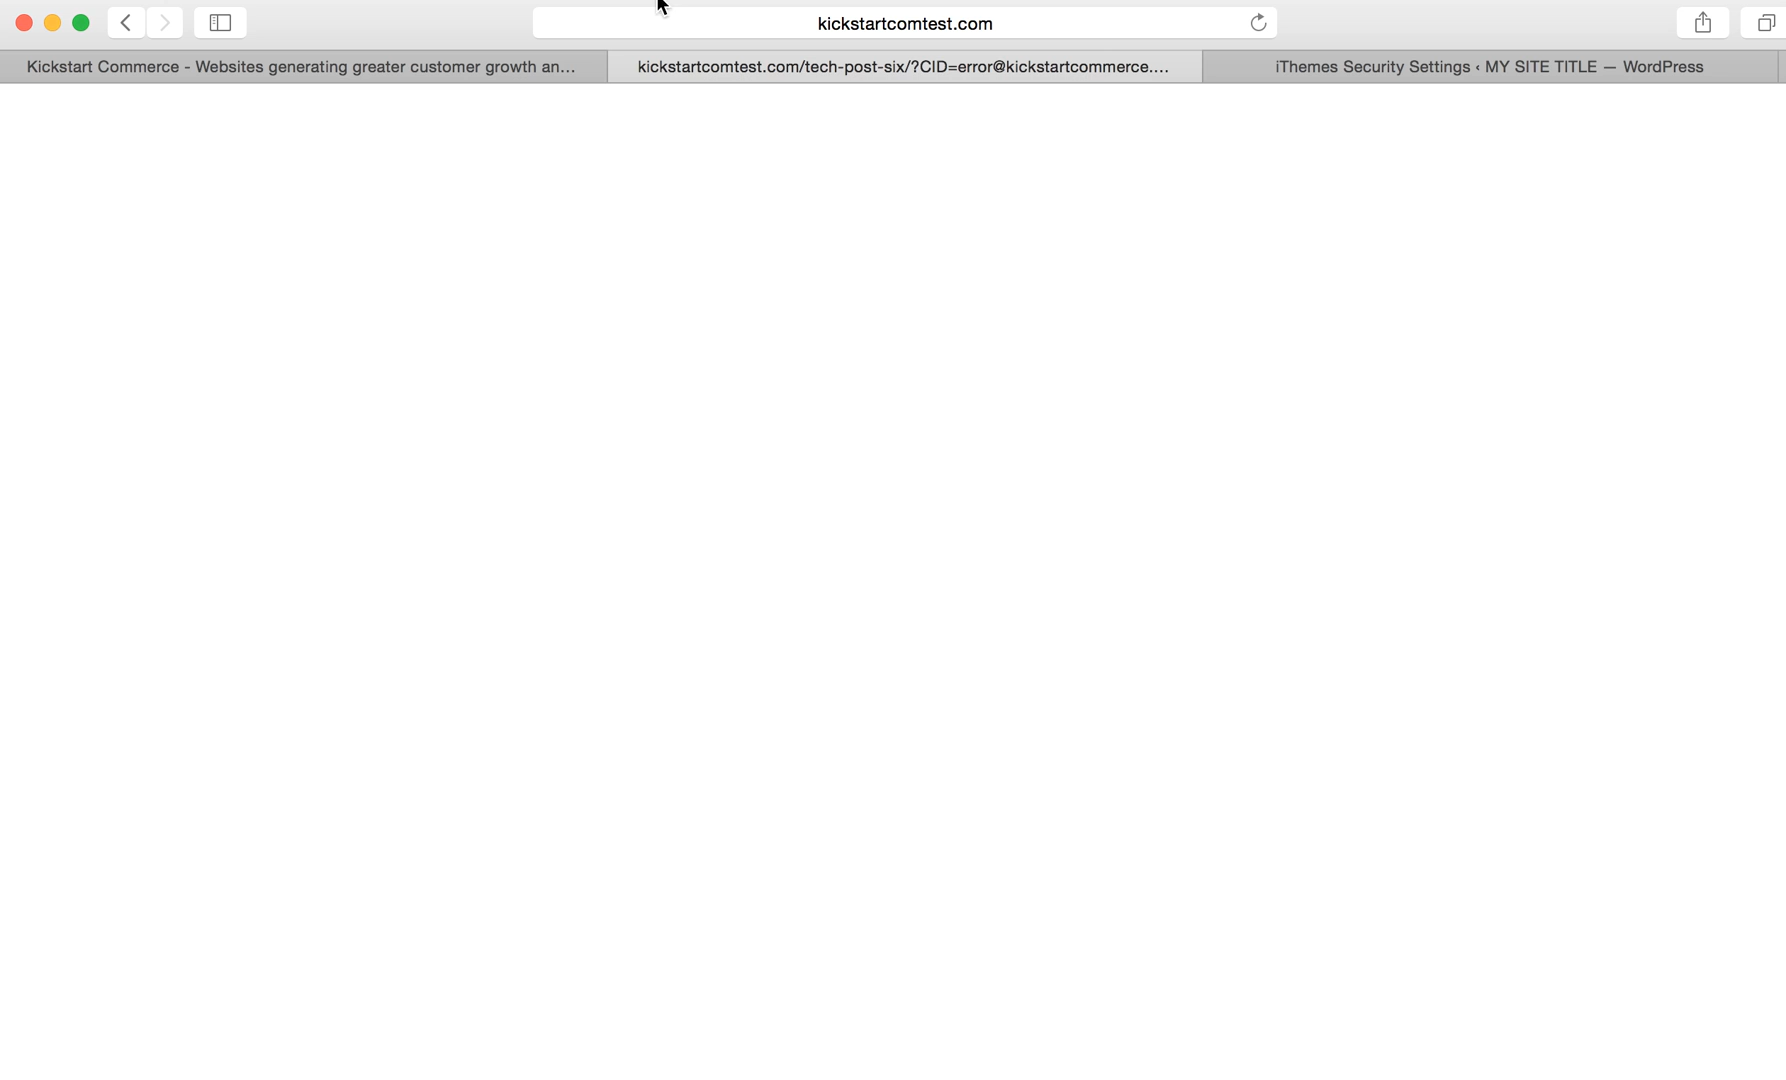 kickstartcomtest.com
Kickstart Commerce - Websites generating greater customer growth an...
kickstartcomtest.com/tech-post-six/?CID=error@kickstartcommerce....
iThemes Security Settings ‹ MY SITE TITLE — WordPress